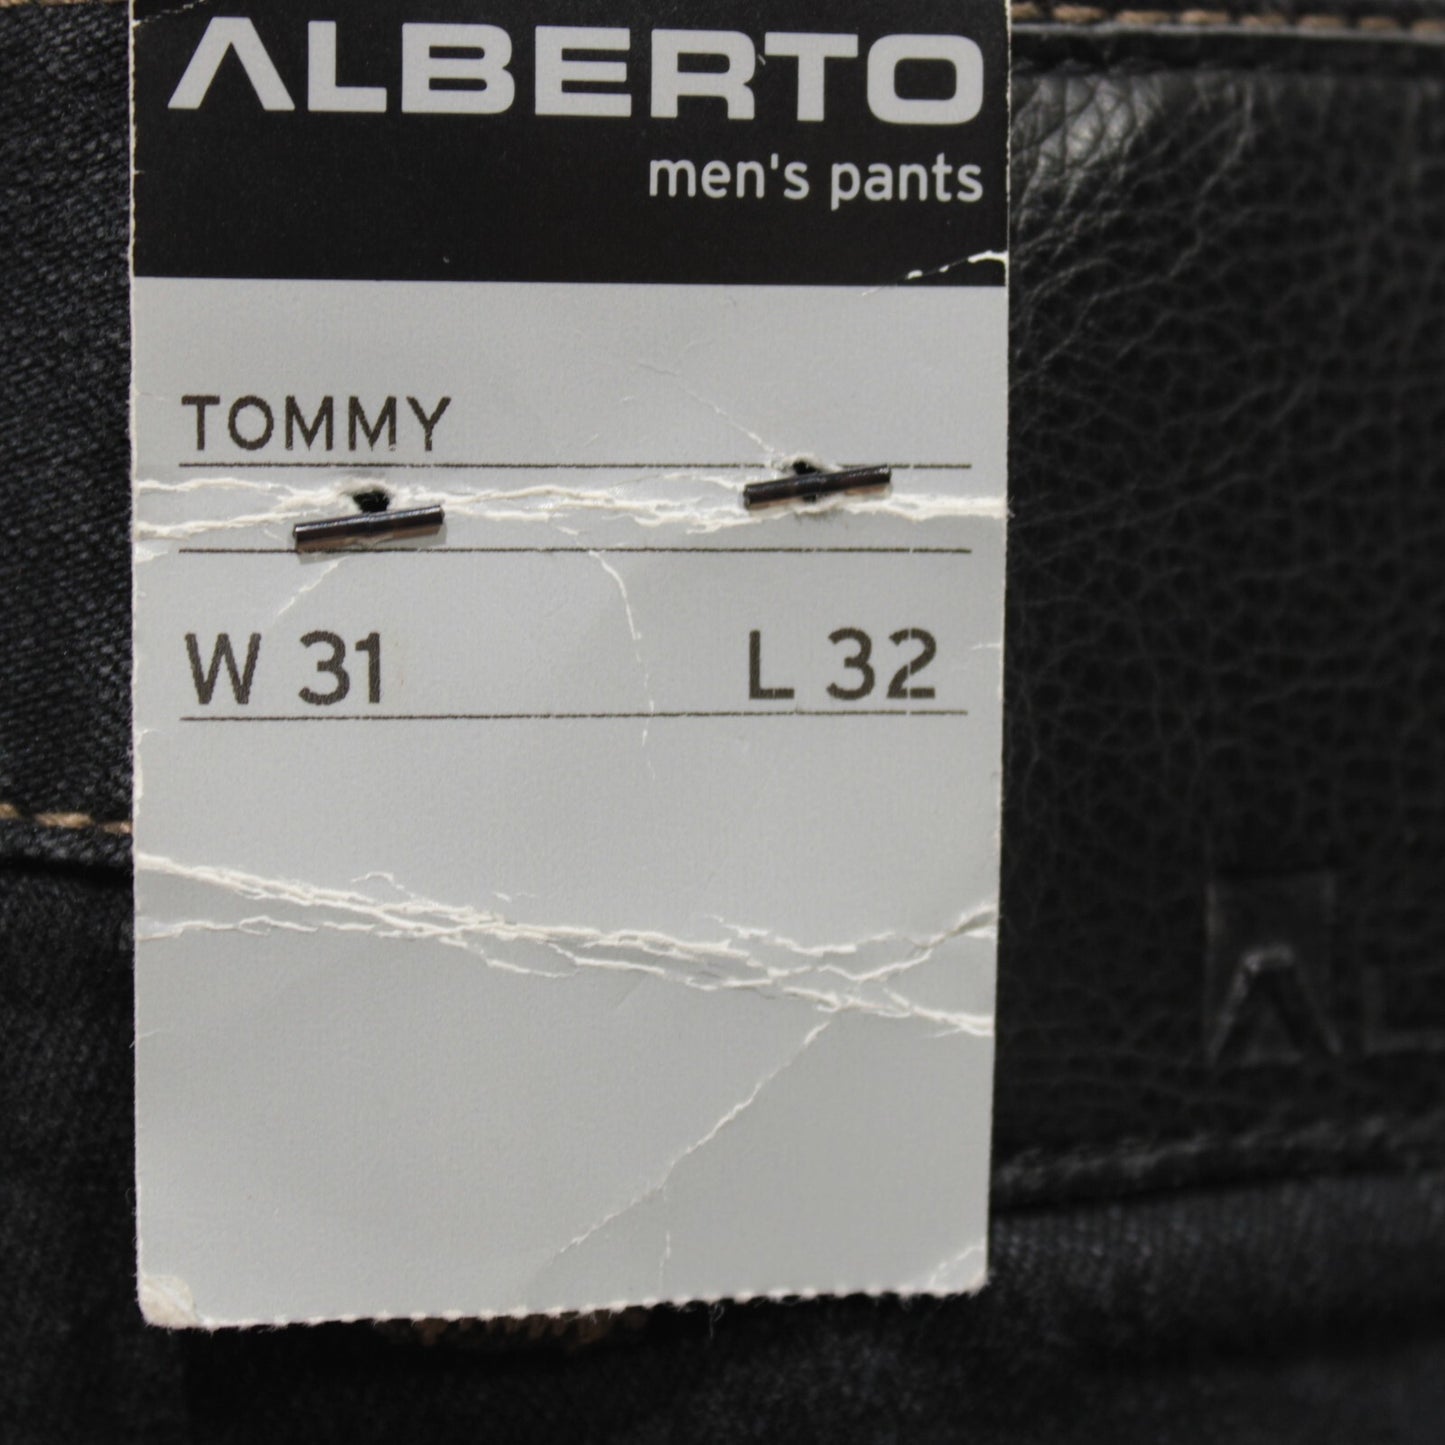 ALBERTO
men's pants
TOMMY
W 31 L 32